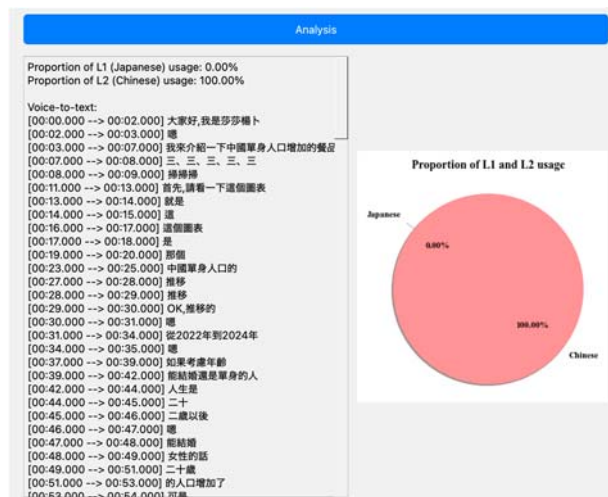 Analysis
Proportion of L1 (Japanese) usage: 0.00%
Proportion of L2 (Chinese) usage: 100.00%
Voice-to-text:
[00:00.000 --> 00:02.000] 大家好,我是莎莎楊卜
[00:02.000 --> 00:03.000] 嗯
[00:03.000 --> 00:07.000] 我來介紹一下中國單身人口增加的餐品
[00:07.000 --> 00:08.000] 三、三、三、三、三
[00:08.000 --> 00:09.000] 掃掃掃
[00:11.000 --> 00:13.000] 首先,請看一下這個圖表
[00:13.000 --> 00:14.000] 就是
[00:14.000 --> 00:15.000] 這
[00:16.000 --> 00:17.000] 這個圖表
[00:17.000 --> 00:18.000] 是
[00:19.000 --> 00:20.000] 那個
[00:23.000 --> 00:25.000] 中國單身人口的
[00:27.000 --> 00:28.000] 推移
[00:28.000 --> 00:29.000] 推移
[00:29.000 --> 00:30.000] OK,推移的
[00:30.000 --> 00:31.000] 嗯
[00:31.000 --> 00:34.000] 從2022年到2024年
[00:34.000 --> 00:35.000] 嗯
[00:37.000 --> 00:39.000] 如果考慮年齡
[00:39.000 --> 00:42.000] 能結婚還是單身的人
[00:42.000 --> 00:44.000] 人生是
[00:44.000 --> 00:45.000] 二十
[00:45.000 --> 00:46.000] 二歲以後
[00:46.000 --> 00:47.000] 嗯
[00:47.000 --> 00:48.000] 能結婚
[00:48.000 --> 00:49.000] 女性的話
[00:49.000 --> 00:51.000] 二十歲
[00:51.000 --> 00:53.000] 的人口增加了
[00:53.000 --> 00:54.000] 可是
Proportion of L1 and L2 usage
Japanese
0.00%
100.00%
Chinese